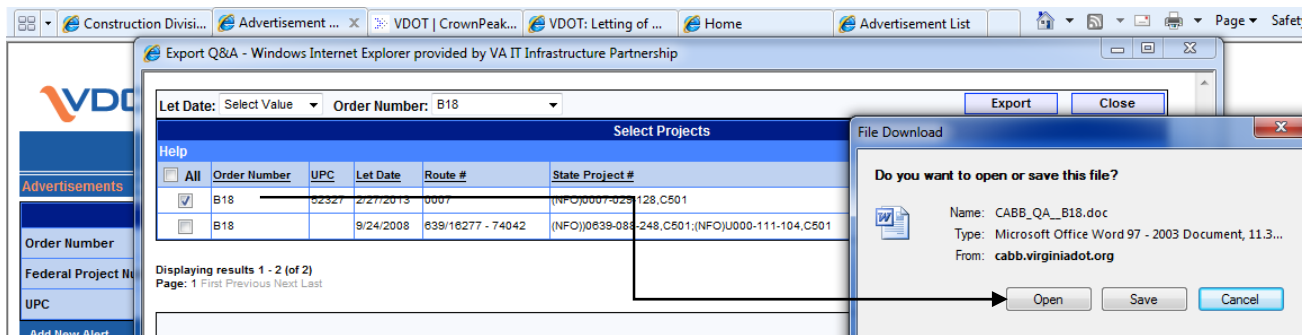 Construction Divisi...
Advertisement ...
VDOT | CrownPeak...
VDOT: Letting of ...
Home
Advertisement List
Page
Export Q&A - Windows Internet Explorer provided by VA IT Infrastructure Partnership
Let Date: Select Value Order Number: B18 Export Close
Select Projects
File Download
Help
All Order Number UPC Let Date Route # State Project #
Do you want to open or save this file?
Advertisements
B18 52327 2/27/2013 0007 (NFO)0007-029-128,C501
B18 9/24/2008 639/16277 - 74042 (NFO))0639-088-248,C501;(NFO)U000-111-104,C501
Name: CABB_QA__B18.doc
Type: Microsoft Office Word 97 - 2003 Document, 11.3...
From: cabb.virginiadot.org
Order Number
Federal Project
Displaying results 1 - 2 (of 2)
Page: 1 First Previous Next Last
UPC
Open Save Cancel
Add New Alert